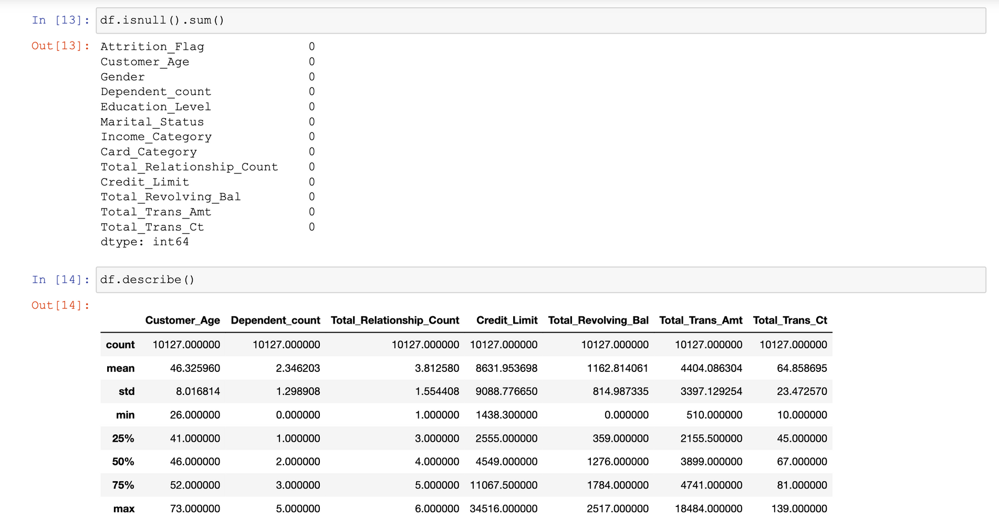 In [13]: df.isnull().sum()
Out[13]: Attrition_Flag 0
Customer_Age 0
Gender 0
Dependent_count 0
Education_Level 0
Marital_Status 0
Income_Category 0
Card_Category 0
Total_Relationship_Count 0
Credit_Limit 0
Total_Revolving_Bal 0
Total_Trans_Amt 0
Total_Trans_Ct 0
dtype: int64
In [14]: df.describe()
Out[14]:
Customer_Age Dependent_count Total_Relationship_Count Credit_Limit Total_Revolving_Bal Total_Trans_Amt Total_Trans_Ct
count 10127.000000 10127.000000 10127.000000 10127.000000 10127.000000 10127.000000 10127.000000
mean 46.325960 2.346203 3.812580 8631.953698 1162.814061 4404.086304 64.858695
std 8.016814 1.298908 1.554408 9088.776650 814.987335 3397.129254 23.472570
min 26.000000 0.000000 1.000000 1438.300000 0.000000 510.000000 10.000000
25% 41.000000 1.000000 3.000000 2555.000000 359.000000 2155.500000 45.000000
50% 46.000000 2.000000 4.000000 4549.000000 1276.000000 3899.000000 67.000000
75% 52.000000 3.000000 5.000000 11067.500000 1784.000000 4741.000000 81.000000
max 73.000000 5.000000 6.000000 34516.000000 2517.000000 18484.000000 139.000000